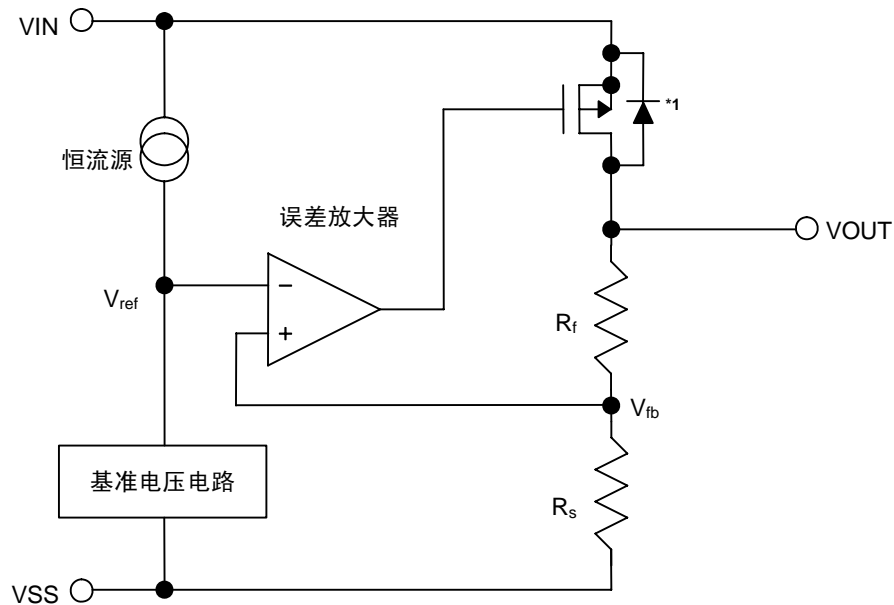 VIN
*1
恒流源
误差放大器
VOUT
Vref
−
+
Rf
Vfb
基准电压电路
Rs
VSS